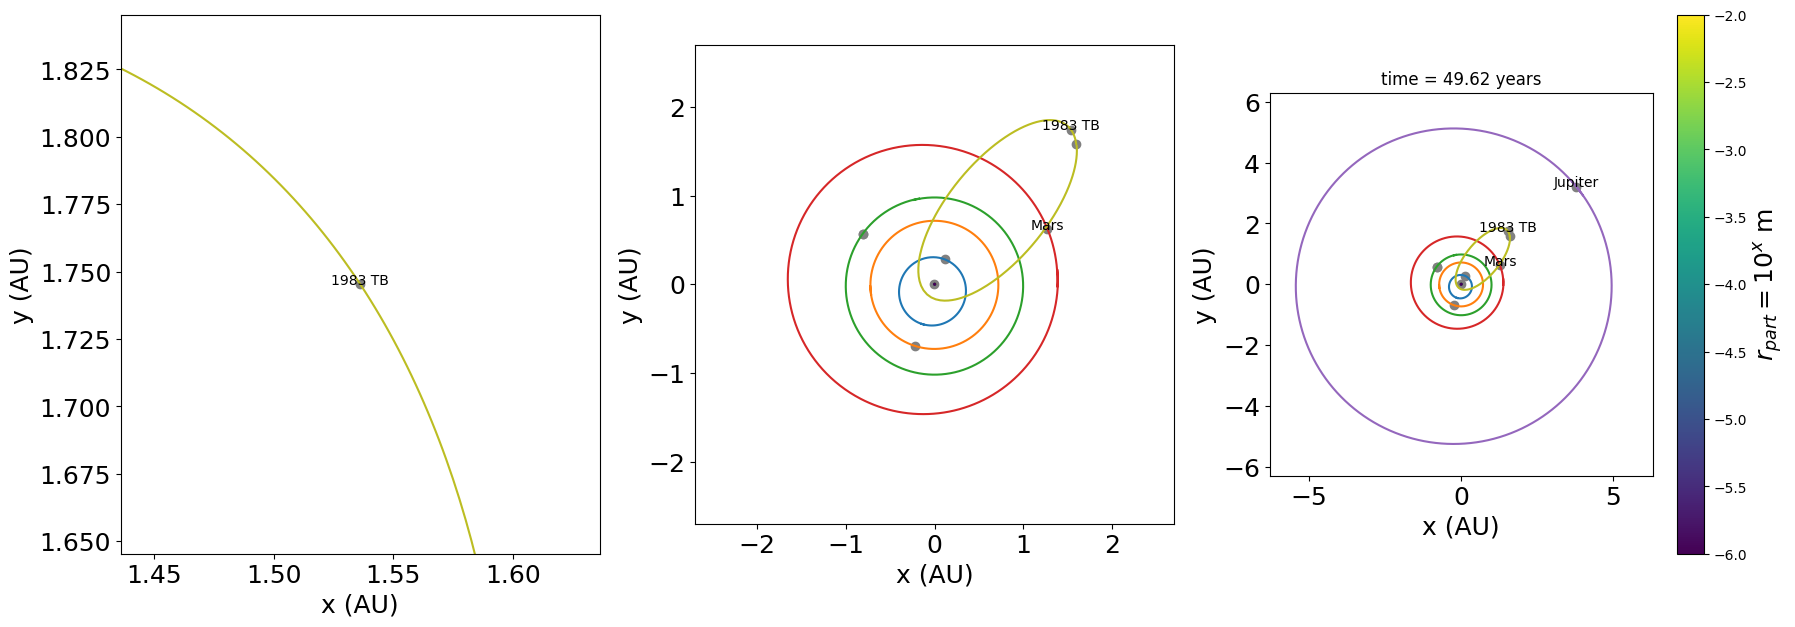 1.825
1.800
1.775
1.750
1.725
1.700
1.675
1.650
y (AU)
1983 TB
1.45
1.50
1.55
1.60
x (AU)
2
1
0
−1
−2
y (AU)
1983 TB
Mars
−2
−1
0
1
2
x (AU)
time = 49.62 years
6
4
2
0
−2
−4
−6
y (AU)
Jupiter
1983 TB
Mars
−5
0
5
x (AU)
−2.0
−2.5
−3.0
−3.5
−4.0
−4.5
−5.0
−5.5
−6.0
r_part = 10^x m